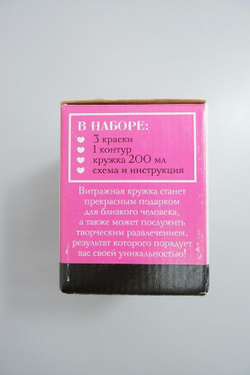 В НАБОРЕ:
3 краски
1 контур
кружка 200 мл
схема и инструкция
Витражная кружка станет
прекрасным подарком
для близкого человека,
а также может послужить
творческим развлечением,
результат которого порадует
вас своей уникальностью!